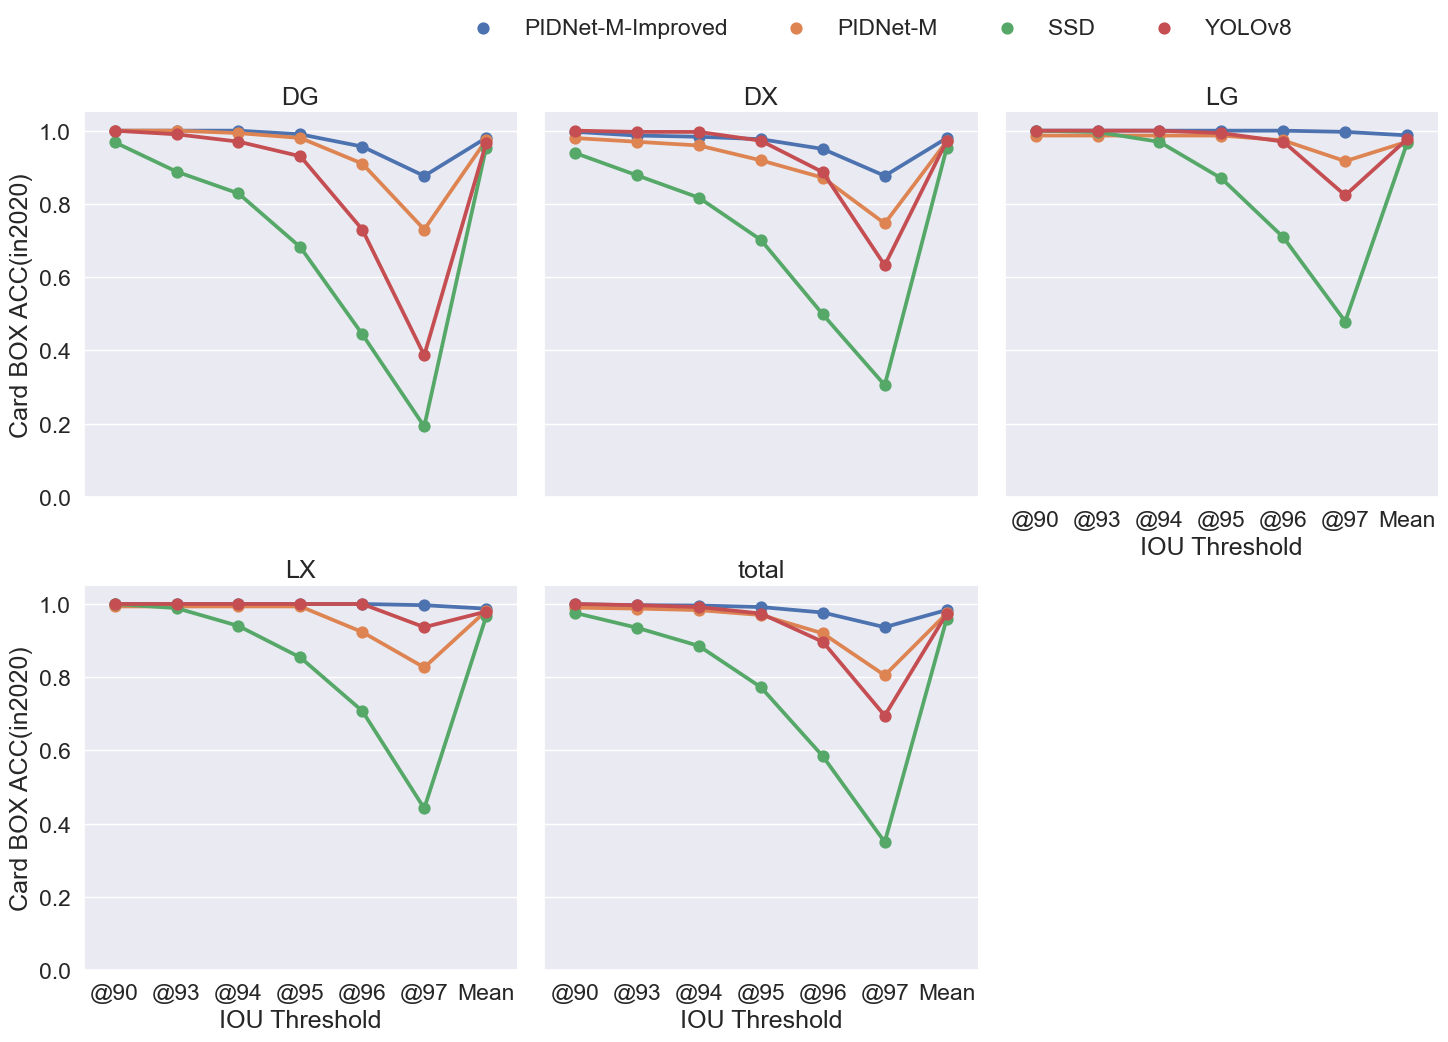 PIDNet-M-Improved PIDNet-M SSD YOLOv8
DG DX LG
Card BOX ACC(in2020)
1.0
0.8
0.6
0.4
0.2
0.0
@90 @93 @94 @95 @96 @97 Mean
IOU Threshold
LX total
Card BOX ACC(in2020)
1.0
0.8
0.6
0.4
0.2
0.0
@90 @93 @94 @95 @96 @97 Mean @90 @93 @94 @95 @96 @97 Mean
IOU Threshold IOU Threshold